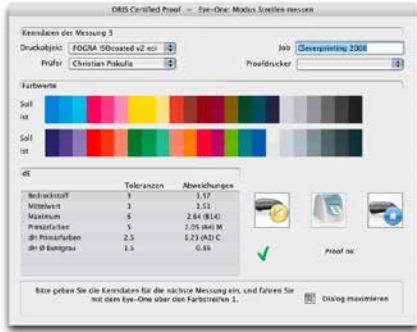 ORIS Certified Proof – Eye-One: Modus Streifen messen
Kenndaten der Messung 3
Druckobjekt FOGRA ISOcoated v2 eci Job Cleverprinting 2008
Prüfer Christian Piskulla Proofdrucker
Farbwerte
Soll
Ist
Soll
Ist
dE
Toleranzen Abweichungen
Bedruckstoff 3 1.57
Mittelwert 3 1.51
Maximum 6 2.64 (B14)
Primärfarben 5 2.05 (A4) M
dH Primärfarben 2.5 1.23 (A1) C
dH Ø Buntgrau 1.5
Proof ok
Bitte geben Sie die Kenndaten für die nächste Messung ein, und fahren Sie
mit dem Eye-One über den Farbstreifen 1.
Dialog maximieren